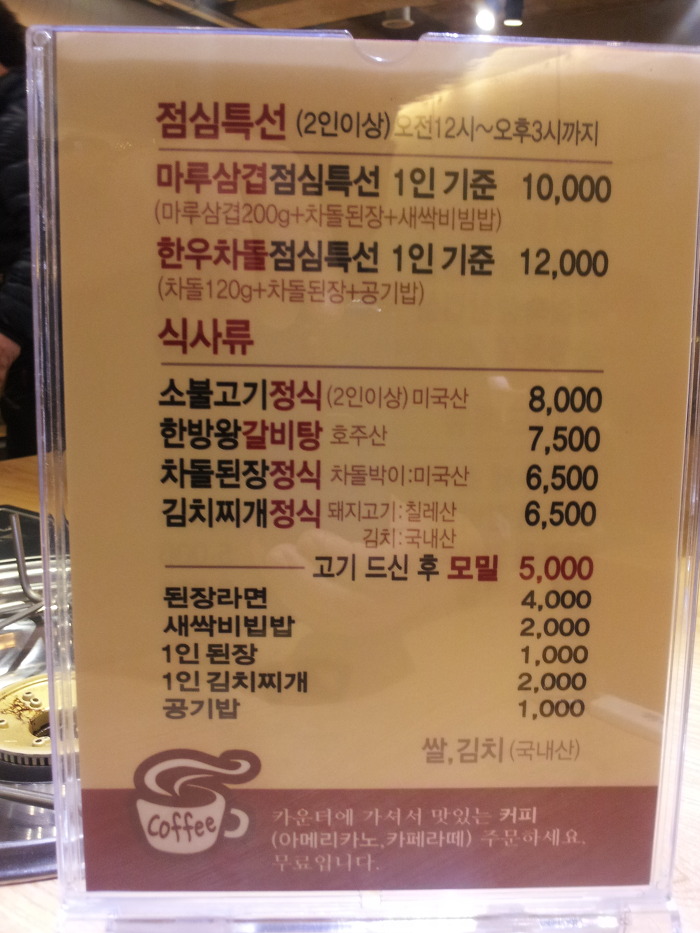 점심특선 (2인이상) 오전12시~오후3시까지
마루삼겹점심특선 1인 기준 10,000
(마루삼겹200g+차돌된장+새싹비빔밥)
한우차돌점심특선 1인 기준 12,000
(차돌120g+차돌된장+공기밥)
식사류
소불고기정식 (2인이상) 미국산 8,000
한방왕갈비탕 호주산 7,500
차돌된장정식 차돌박이:미국산 6,500
김치찌개정식 돼지고기:칠레산 6,500
김치:국내산
고기 드신 후 모밀 5,000
된장라면 4,000
새싹비빕밥 2,000
1인 된장 1,000
1인 김치찌개 2,000
공기밥 1,000
쌀,김치 (국내산)
coffee
카운터에 가셔서 맛있는 커피
(아메리카노,카페라떼) 주문하세요.
무료입니다.